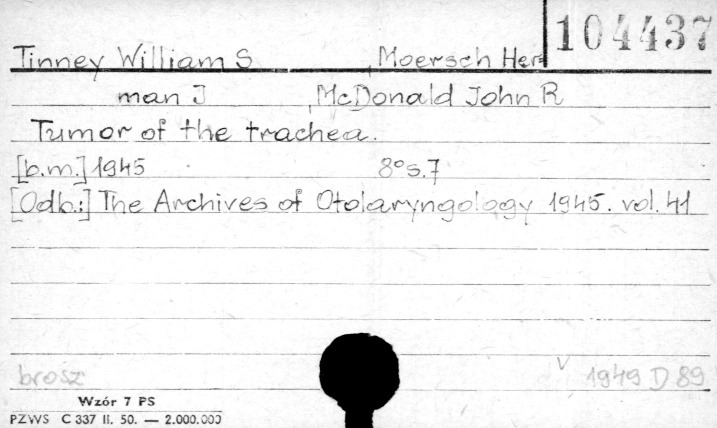 104437
Tinney William S , Moersch Her=
man J , McDonald John R
Tumor of the trachea.
[b.m.] 1945 8° s. 7
[Odb.:] The Archives of Otolaryngology 1945. vol. 41
brosz v 1949 D 89
Wzór 7 PS
PZWS C 337 II. 50. — 2.000.000